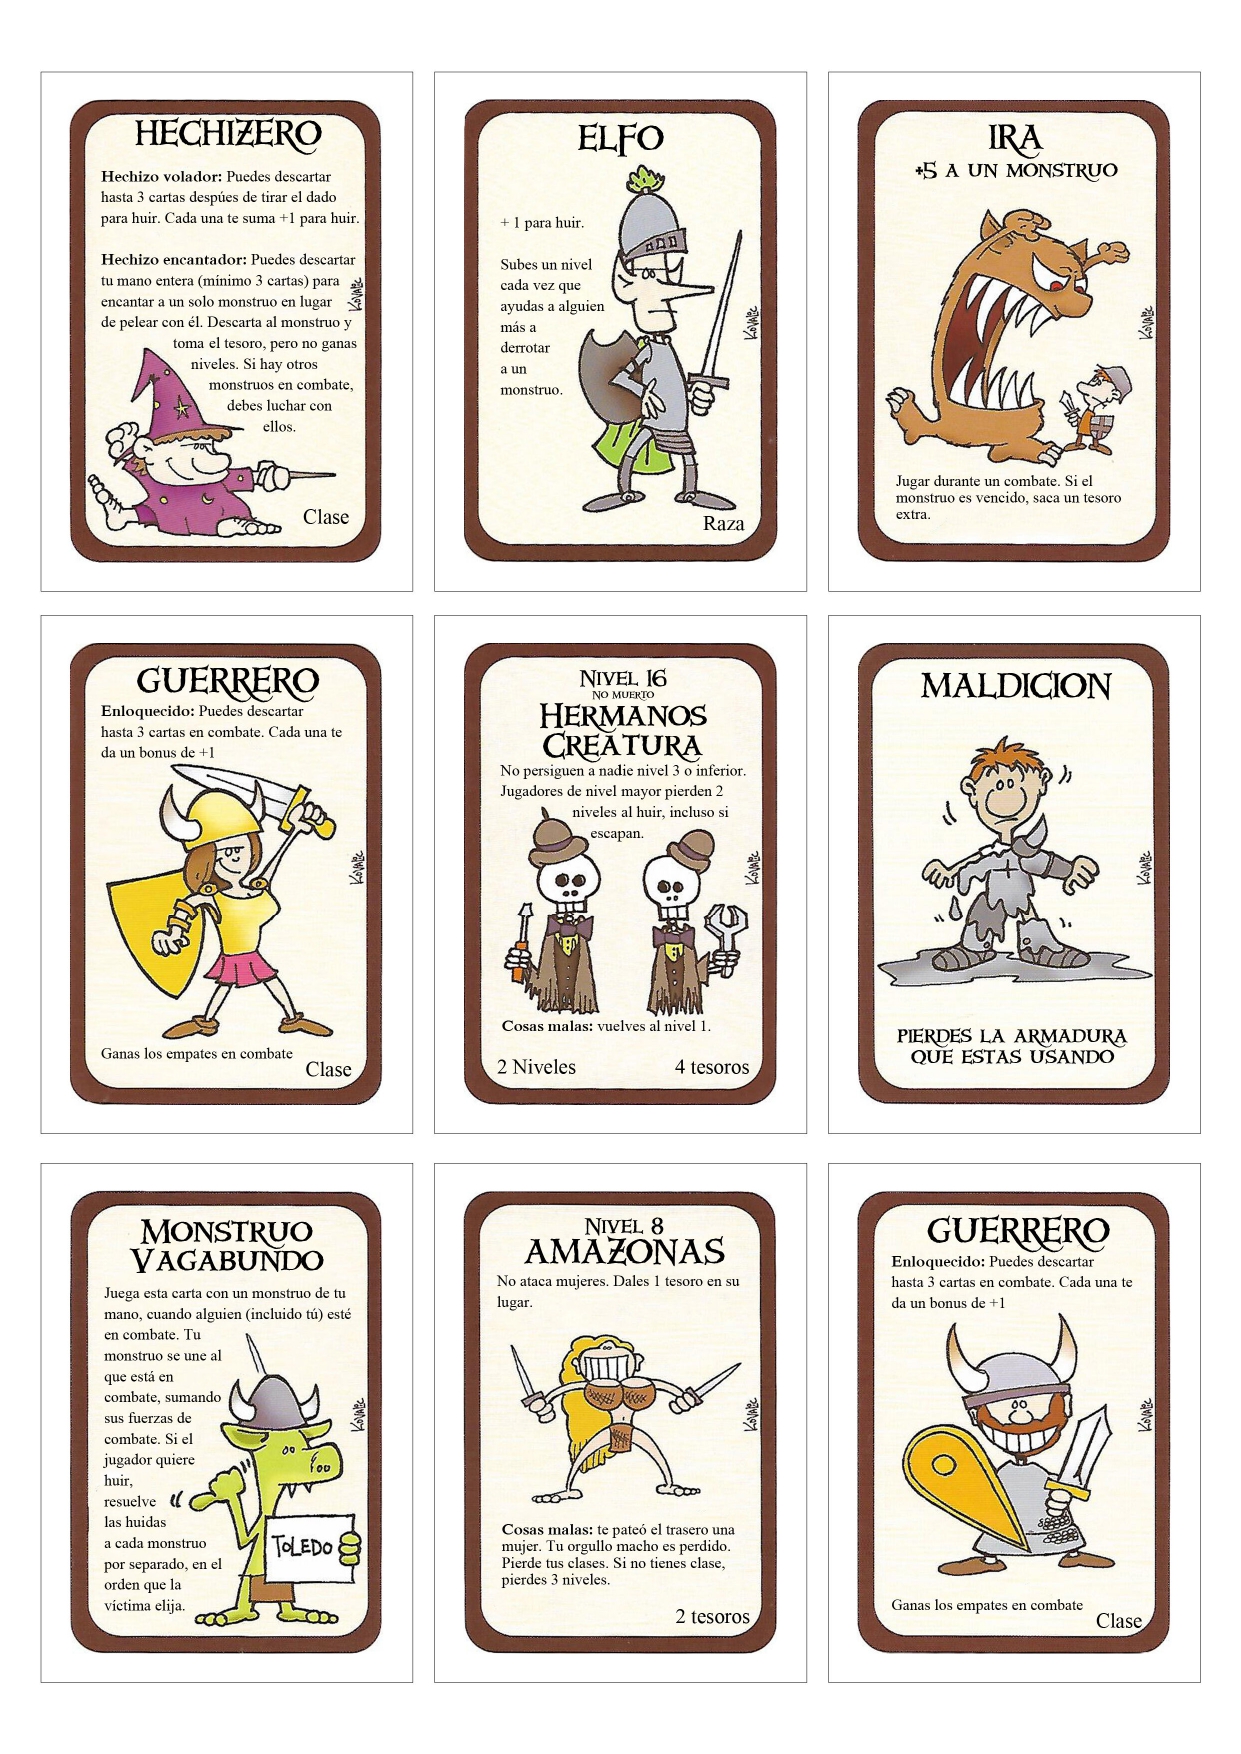 HECHIZERO
Hechizo volador: Puedes descartar
hasta 3 cartas despúes de tirar el dado
para huir. Cada una te suma +1 para huir.
Hechizo encantador: Puedes descartar
tu mano entera (mínimo 3 cartas) para
encantar a un solo monstruo en lugar
de pelear con él. Descarta al monstruo y
toma el tesoro, pero no ganas
niveles. Si hay otros
monstruos en combate,
debes luchar con
ellos.
Kovalic
Clase
ELFO
+ 1 para huir.
Subes un nivel
cada vez que
ayudas a alguien
más a
derrotar
a un
monstruo.
Kovalic
Raza
IRA
+5 A UN MONSTRUO
Kovalic
Jugar durante un combate. Si el
monstruo es vencido, saca un tesoro
extra.
GUERRERO
Enloquecido: Puedes descartar
hasta 3 cartas en combate. Cada una te
da un bonus de +1
Kovalic
Ganas los empates en combate
Clase
NIVEL 16
NO MUERTO
HERMANOS
CREATURA
No persiguen a nadie nivel 3 o inferior.
Jugadores de nivel mayor pierden 2
niveles al huir, incluso si
escapan.
Kovalic
Cosas malas: vuelves al nivel 1.
2 Niveles
4 tesoros
MALDICION
Kovalic
PIERDES LA ARMADURA
QUE ESTAS USANDO
MONSTRUO
VAGABUNDO
Juega esta carta con un monstruo de tu
mano, cuando alguien (incluido tú) esté
en combate. Tu
monstruo se une al
que está en
combate, sumando
sus fuerzas de
combate. Si el
jugador quiere
huir,
resuelve
las huidas
a cada monstruo
por separado, en el
orden que la
víctima elija.
TOLEDO
Kovalic
NIVEL 8
AMAZONAS
No ataca mujeres. Dales 1 tesoro en su
lugar.
Kovalic
Cosas malas: te pateó el trasero una
mujer. Tu orgullo macho es perdido.
Pierde tus clases. Si no tienes clase,
pierdes 3 niveles.
2 tesoros
GUERRERO
Enloquecido: Puedes descartar
hasta 3 cartas en combate. Cada una te
da un bonus de +1
Kovalic
Ganas los empates en combate
Clase